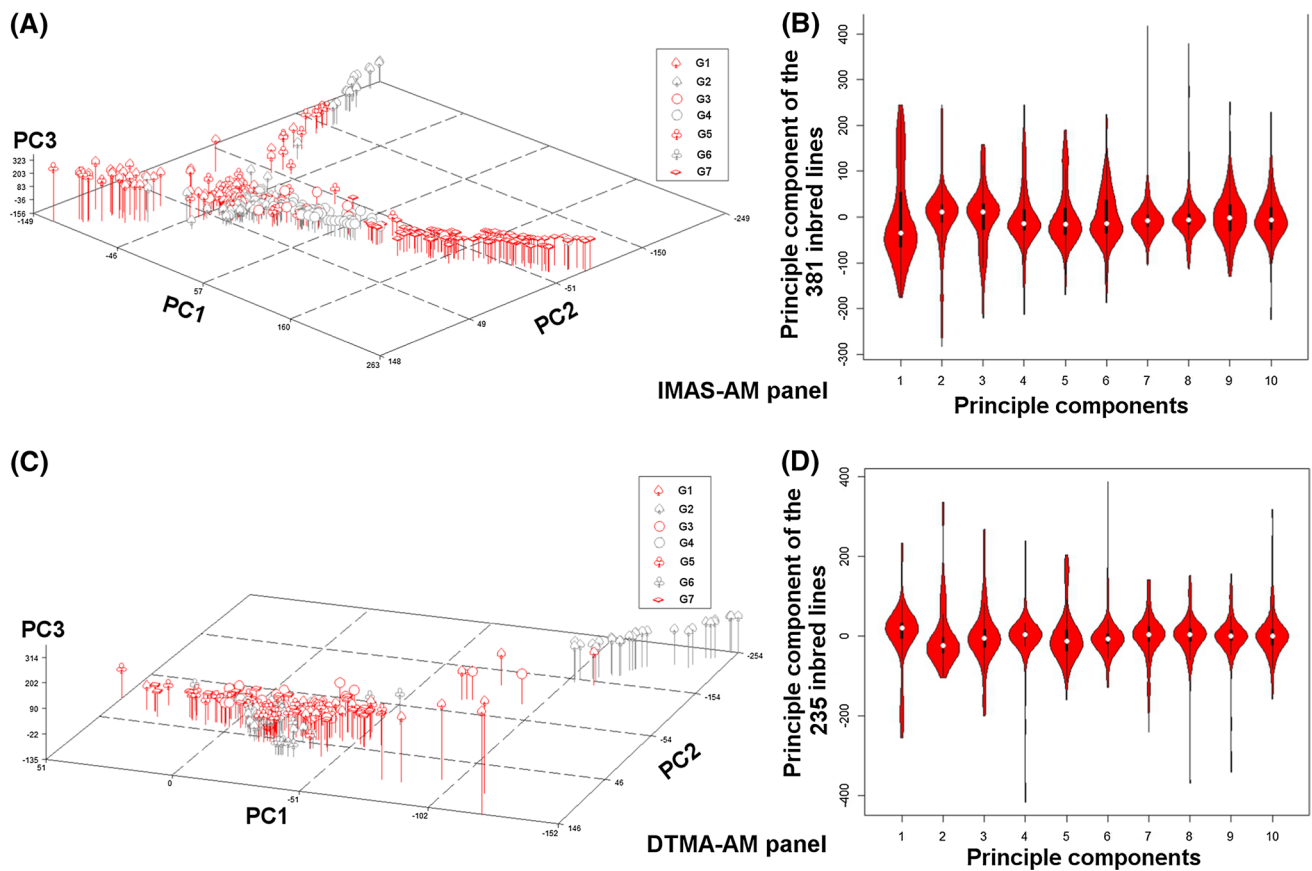 (A)
G1
G2
G3
G4
G5
G6
G7
PC3
323
203
83
-36
-156
-149
-46
57
160
263
148
49
-51
-150
-249
PC1
PC2
IMAS-AM panel
(B)
Principle component of the
381 inbred lines
400
300
200
100
0
-100
-200
-300
1 2 3 4 5 6 7 8 9 10
Principle components
(C)
G1
G2
G3
G4
G5
G6
G7
PC3
314
202
90
-22
-135
51
0
-51
-102
-152
146
46
-54
-154
-254
PC1
PC2
DTMA-AM panel
(D)
Principle component of the
235 inbred lines
400
200
0
-200
-400
1 2 3 4 5 6 7 8 9 10
Principle components